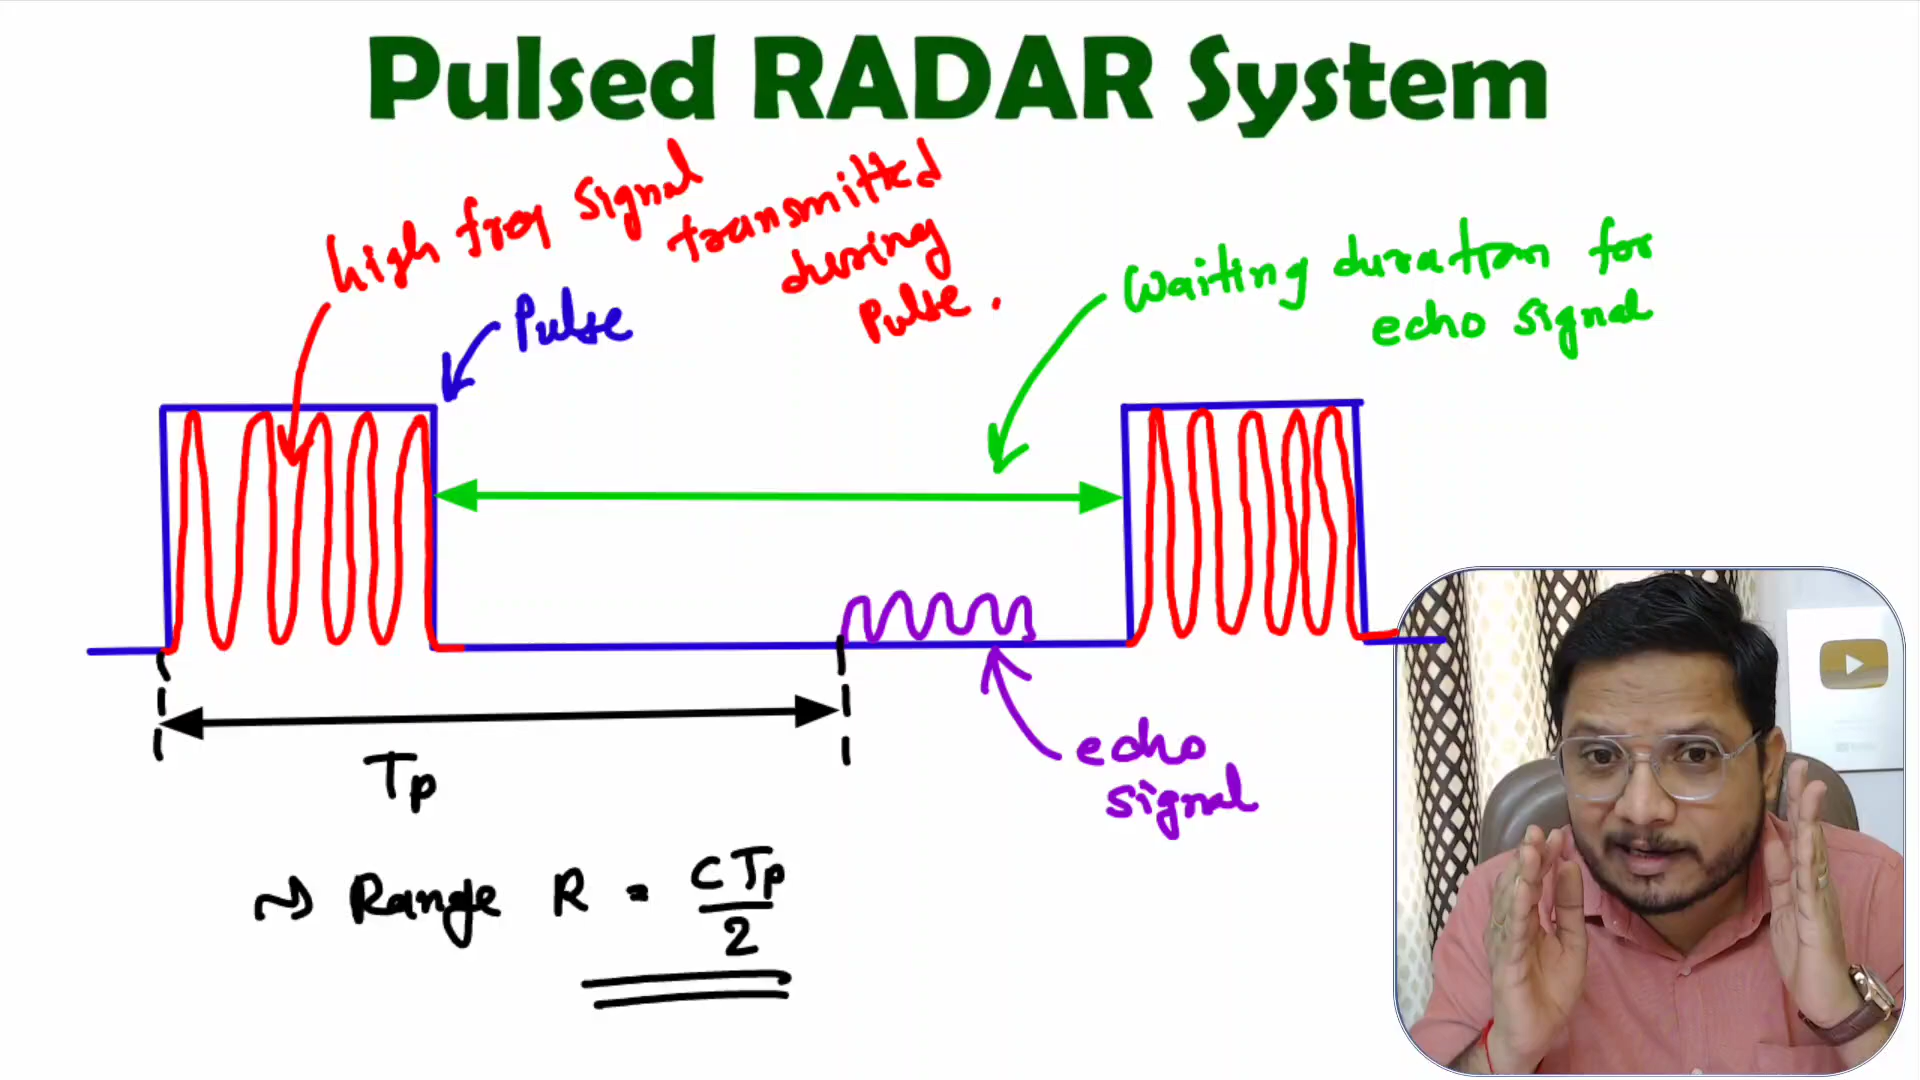 Pulsed RADAR System
high freq signal transmitted
during
Pulse.
Pulse
Waiting duration for
echo signal
Tp
echo
signal
→ Range R = CTp
2